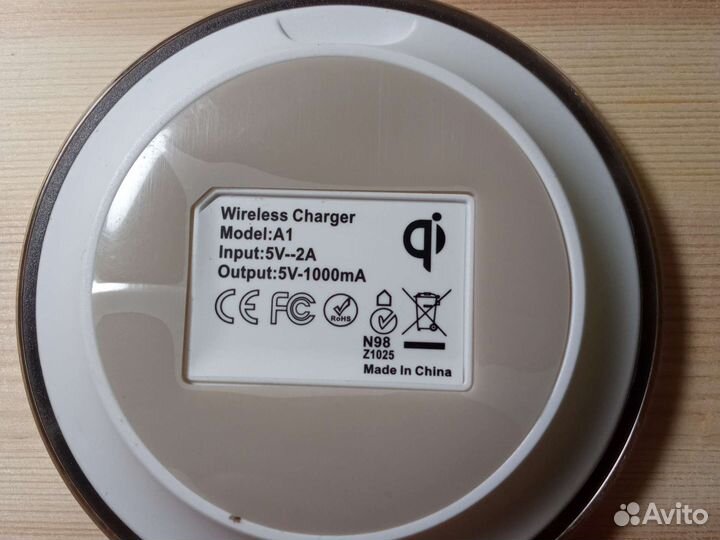 Wireless Charger
Model:A1
Input:5V--2A
Output:5V-1000mA
qi
CE FC RoHS
N98
Z1025
Made In China
Avito